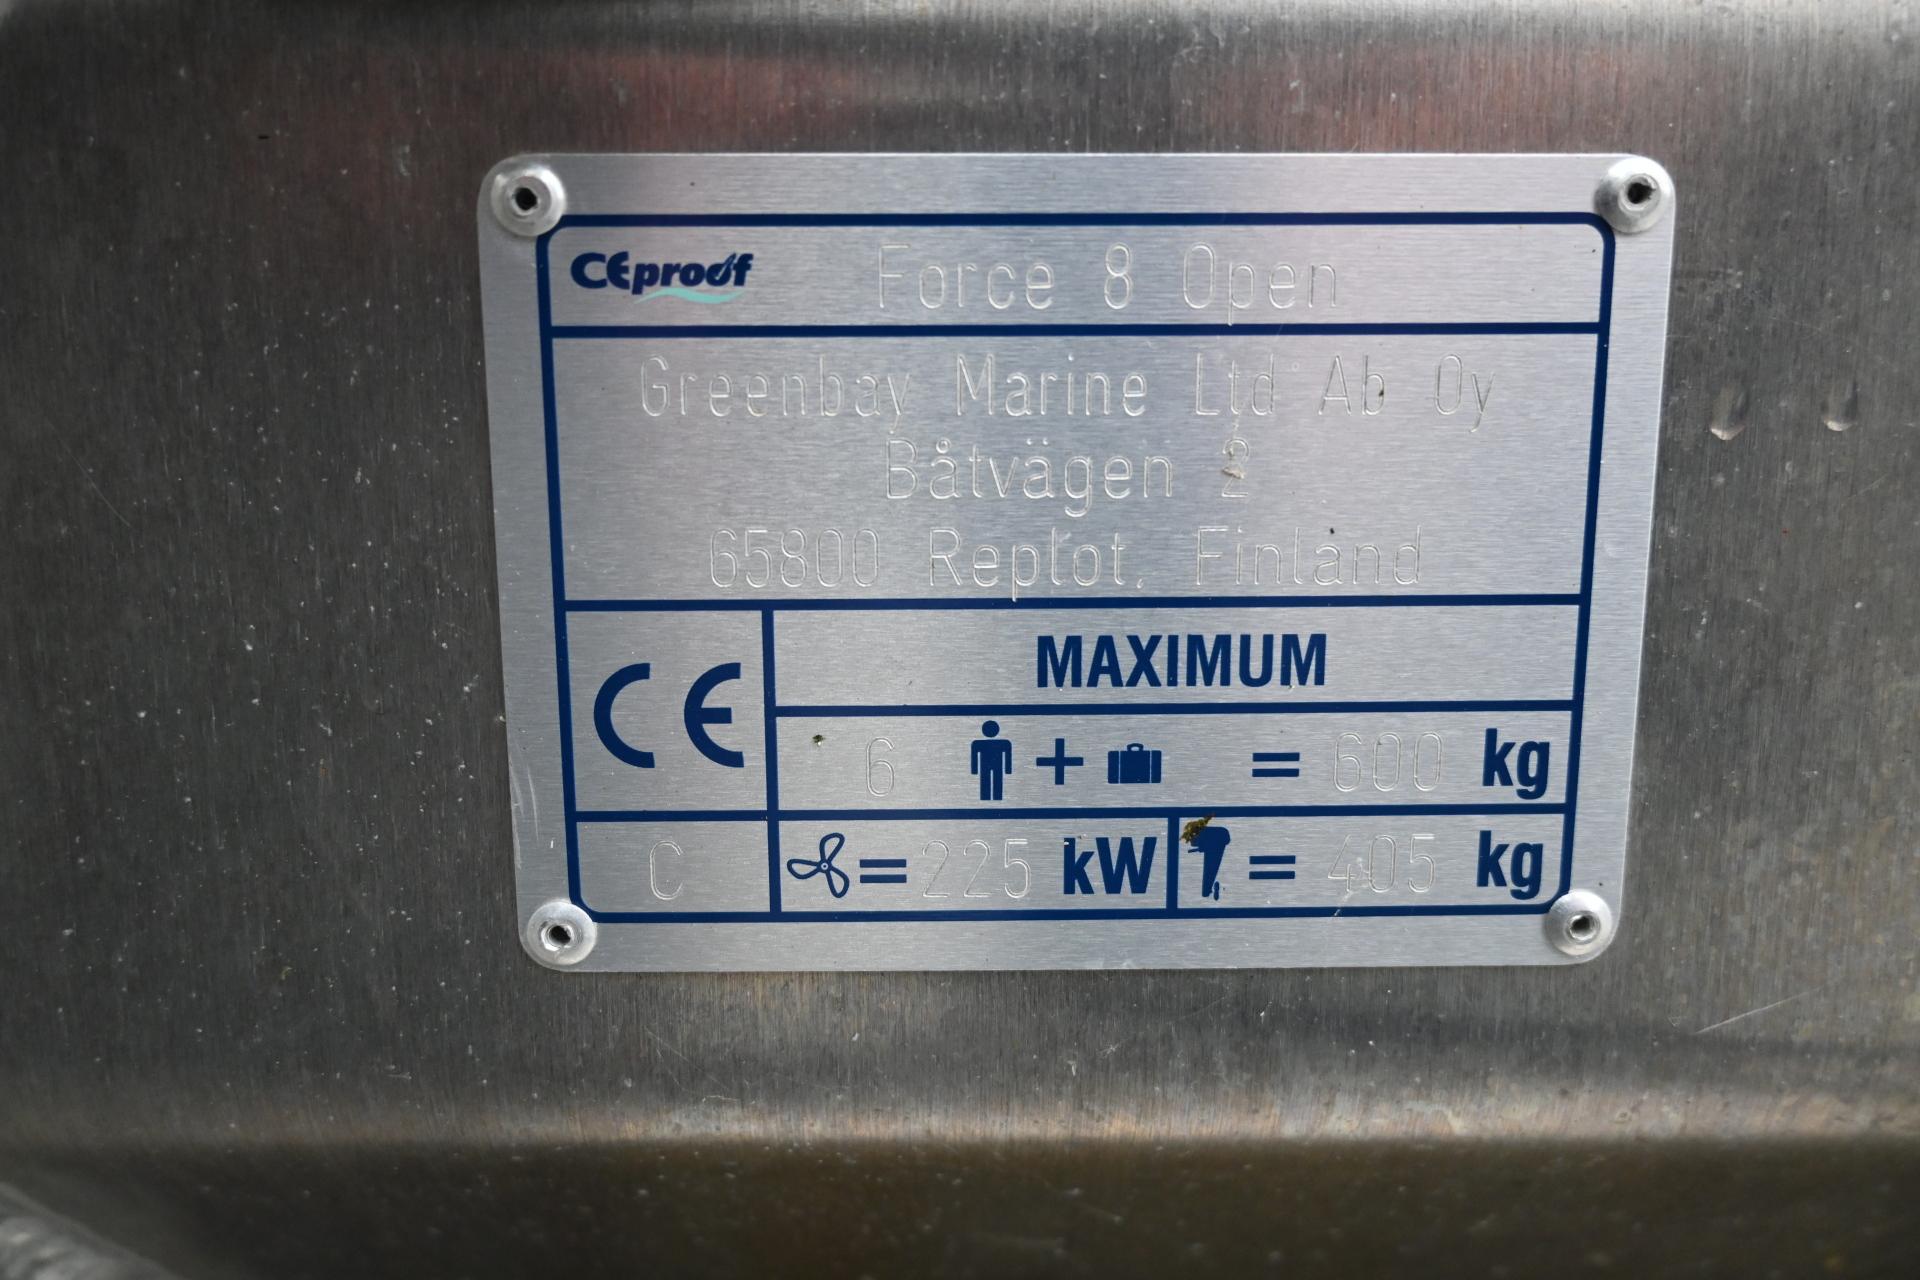 CEproof Force 8 Open
Greenbay Marine Ltd Ab Oy
Båtvägen 2
65800 Replot, Finland
CE MAXIMUM
6 + = 600 kg
C = 225 kW = 405 kg